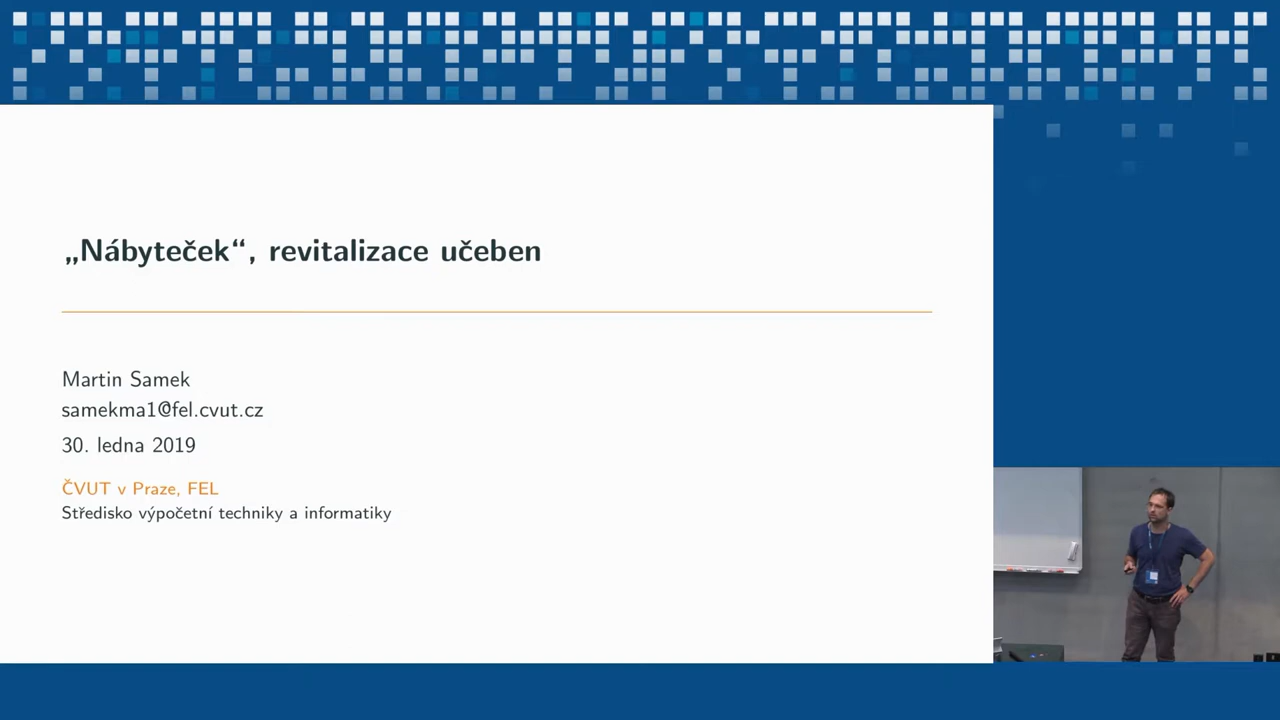 „Nábyteček“, revitalizace učeben
Martin Samek
samekma1@fel.cvut.cz
30. ledna 2019
ČVUT v Praze, FEL
Středisko výpočetní techniky a informatiky